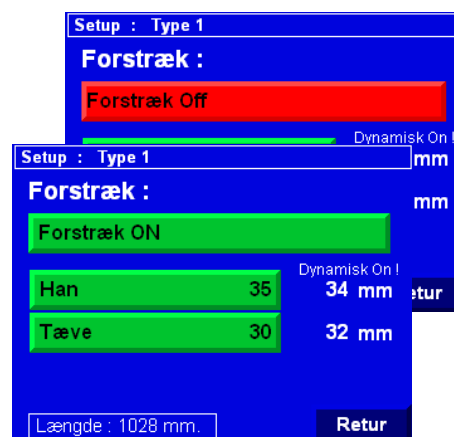 Setup : Type 1
Forstræk :
Forstræk Off
Dynamisk On !
mm
mm
etur
Setup : Type 1
Forstræk :
Forstræk ON
Dynamisk On !
Han 35 34 mm
Tæve 30 32 mm
Længde : 1028 mm. Retur